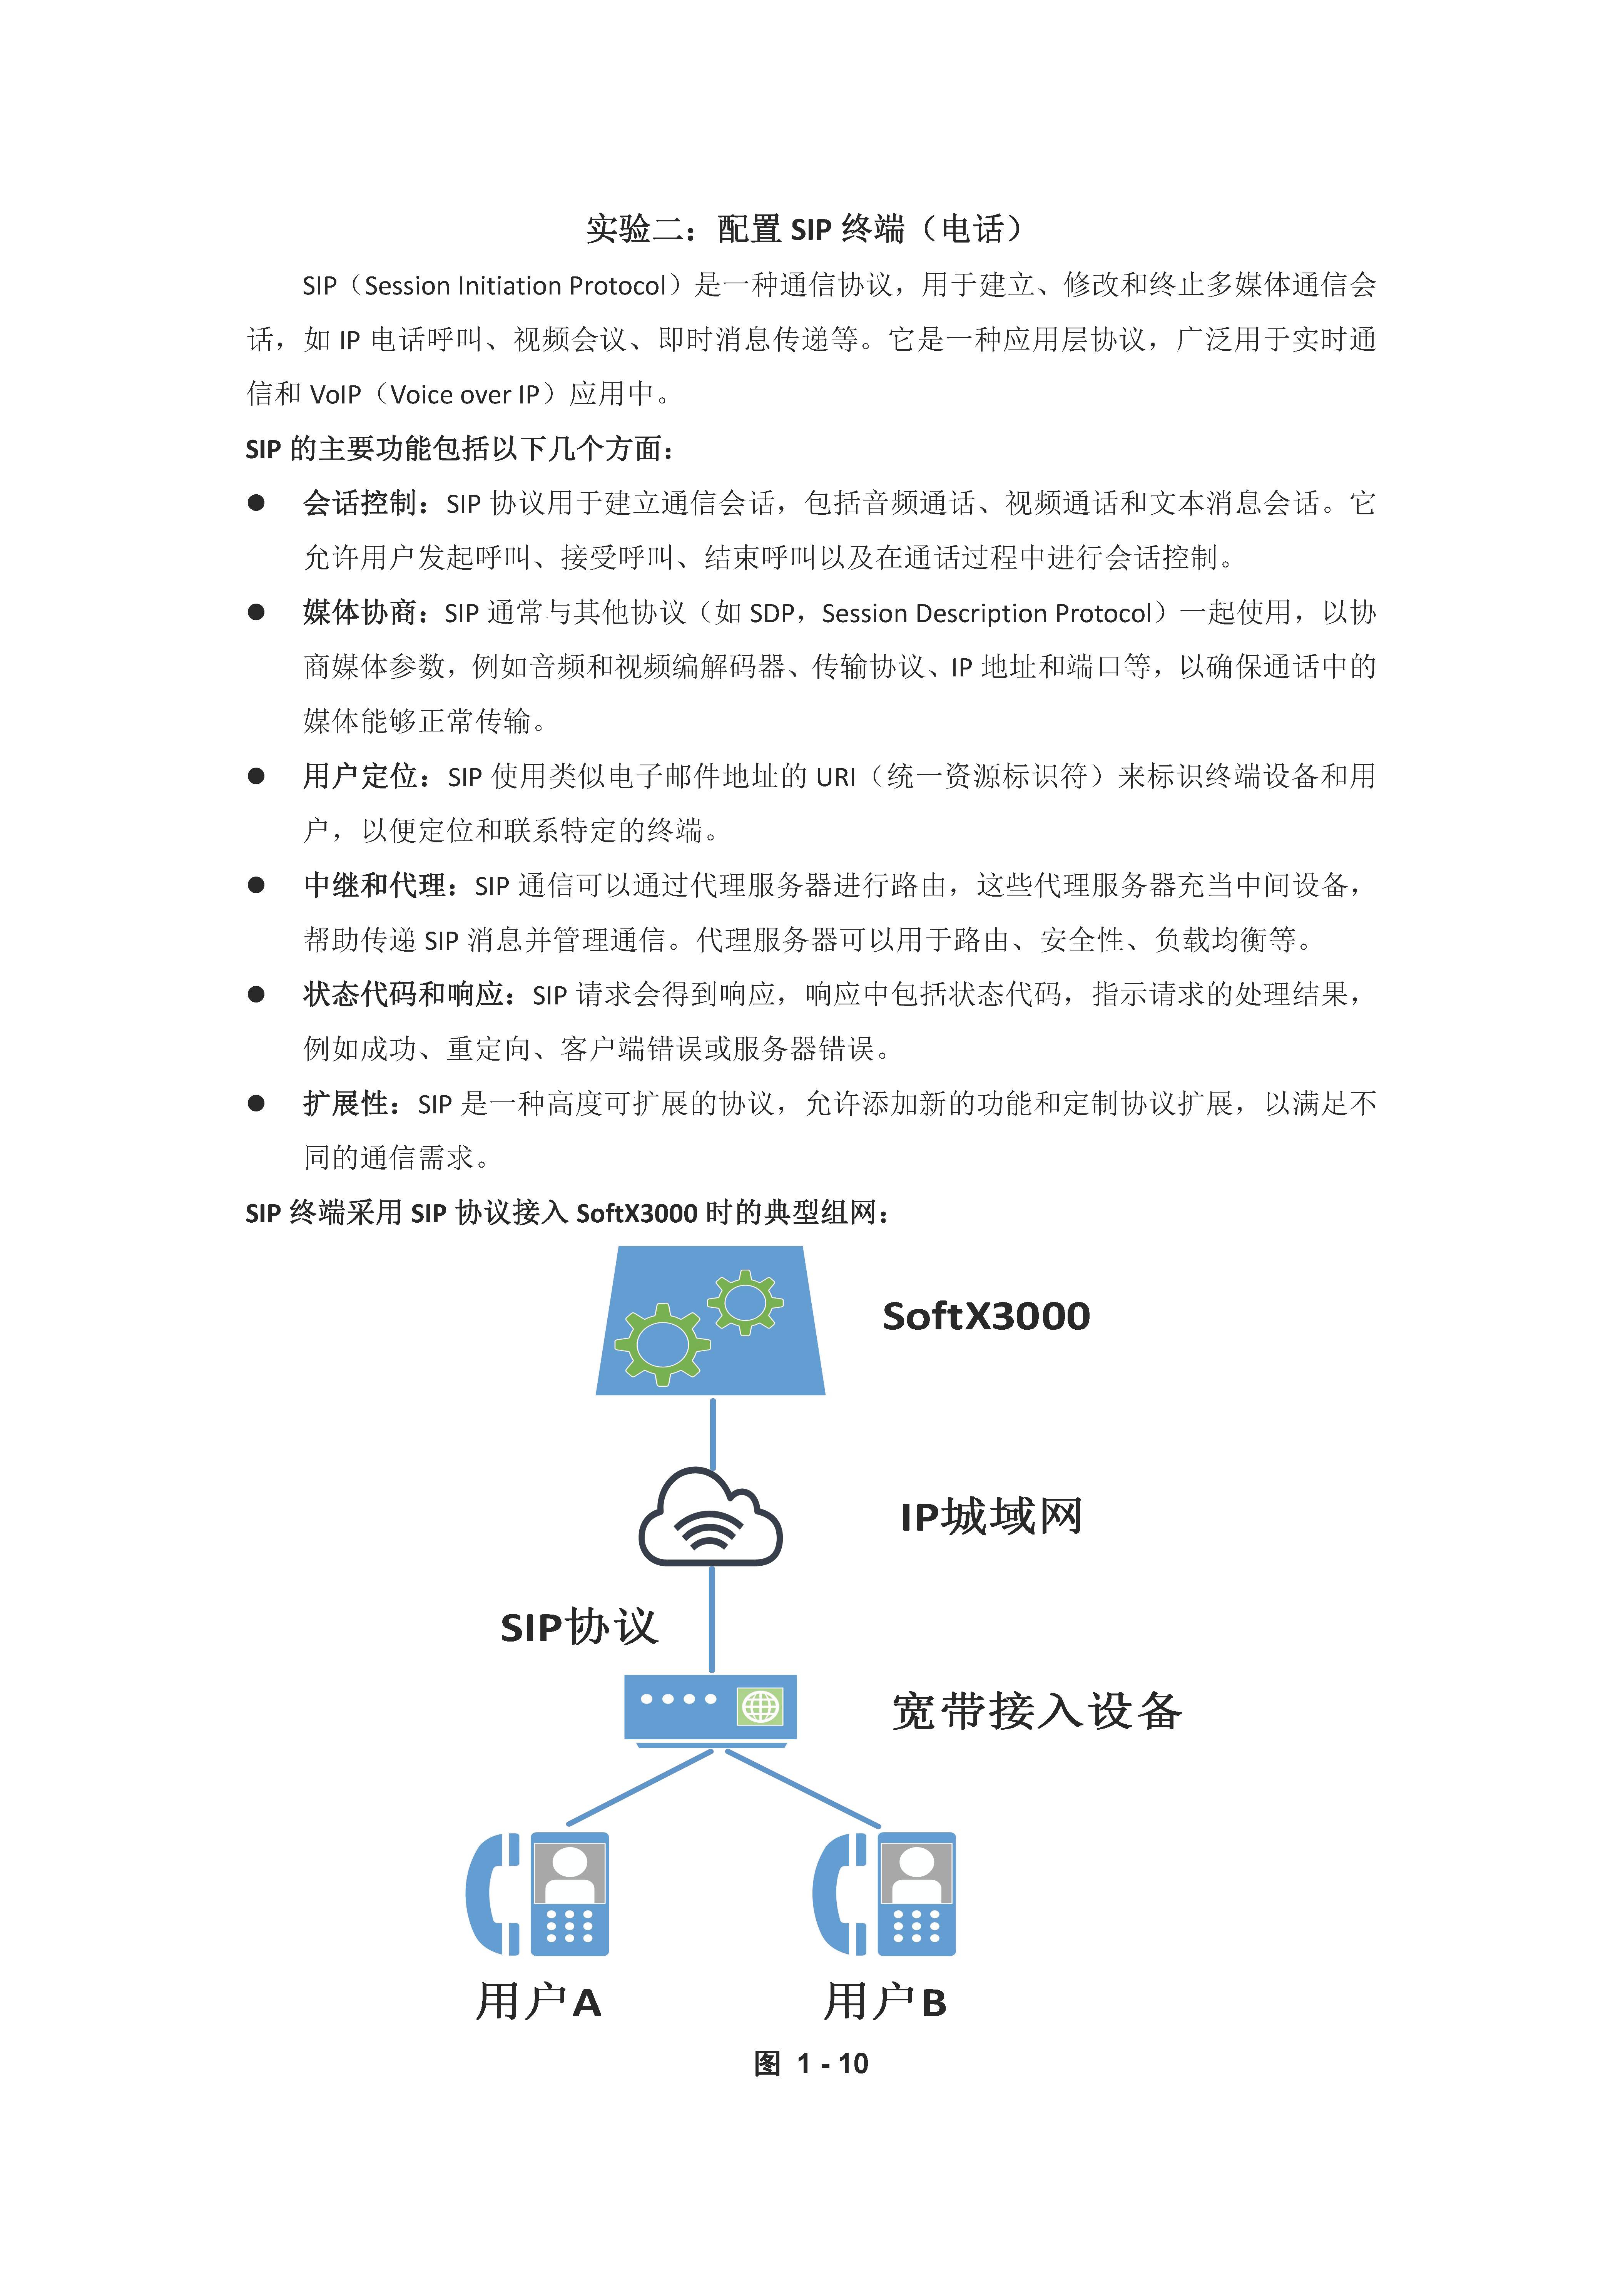 实验二：配置 SIP 终端（电话）
SIP（Session Initiation Protocol）是一种通信协议，用于建立、修改和终止多媒体通信会
话，如 IP 电话呼叫、视频会议、即时消息传递等。它是一种应用层协议，广泛用于实时通
信和 VoIP（Voice over IP）应用中。
SIP 的主要功能包括以下几个方面：
● 会话控制：SIP 协议用于建立通信会话，包括音频通话、视频通话和文本消息会话。它
允许用户发起呼叫、接受呼叫、结束呼叫以及在通话过程中进行会话控制。
● 媒体协商：SIP 通常与其他协议（如 SDP，Session Description Protocol）一起使用，以协
商媒体参数，例如音频和视频编解码器、传输协议、IP 地址和端口等，以确保通话中的
媒体能够正常传输。
● 用户定位：SIP 使用类似电子邮件地址的 URI（统一资源标识符）来标识终端设备和用
户，以便定位和联系特定的终端。
● 中继和代理：SIP 通信可以通过代理服务器进行路由，这些代理服务器充当中间设备，
帮助传递 SIP 消息并管理通信。代理服务器可以用于路由、安全性、负载均衡等。
● 状态代码和响应：SIP 请求会得到响应，响应中包括状态代码，指示请求的处理结果，
例如成功、重定向、客户端错误或服务器错误。
● 扩展性：SIP 是一种高度可扩展的协议，允许添加新的功能和定制协议扩展，以满足不
同的通信需求。
SIP 终端采用 SIP 协议接入 SoftX3000 时的典型组网：
SoftX3000
IP城域网
SIP协议
宽带接入设备
用户A
用户B
图 1 - 10